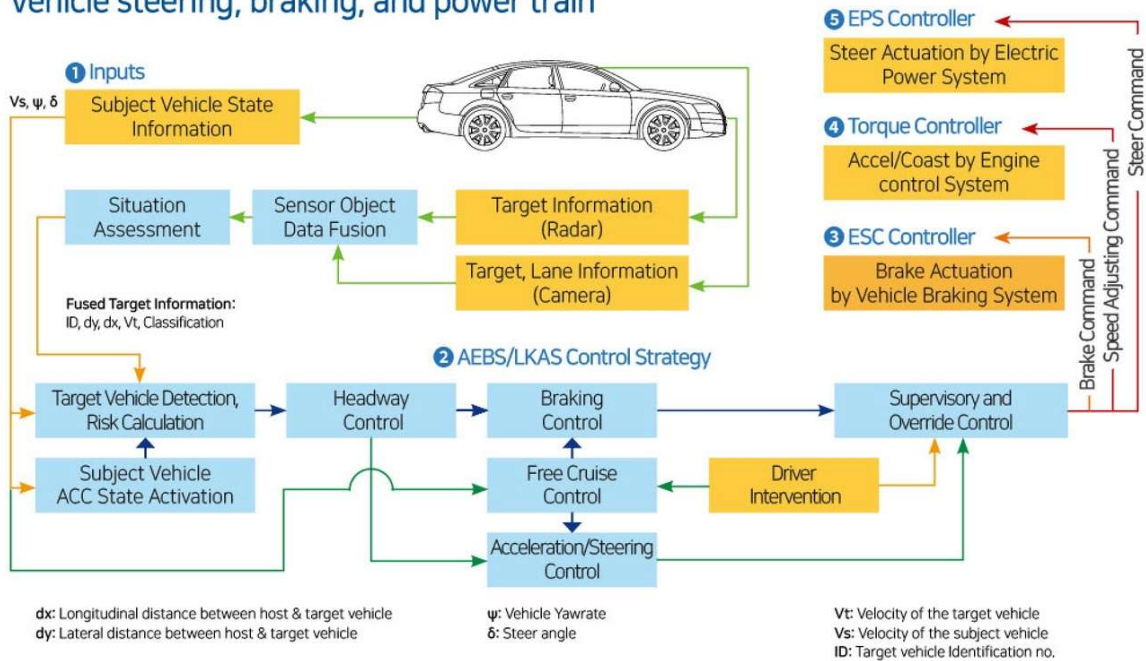 Vehicle steering, braking, and power train
1 Inputs
Vs, ψ, δ
Subject Vehicle State
Information
Situation
Assessment
Sensor Object
Data Fusion
Target Information
(Radar)
Target, Lane Information
(Camera)
Fused Target Information:
ID, dy, dx, Vt, Classification
5 EPS Controller
Steer Actuation by Electric
Power System
4 Torque Controller
Accel/Coast by Engine
control System
3 ESC Controller
Brake Actuation
by Vehicle Braking System
Brake Command
Speed Adjusting Command
Steer Command
2 AEBS/LKAS Control Strategy
Target Vehicle Detection,
Risk Calculation
Headway
Control
Braking
Control
Supervisory and
Override Control
Subject Vehicle
ACC State Activation
Free Cruise
Control
Driver
Intervention
Acceleration/Steering
Control
dx: Longitudinal distance between host & target vehicle
dy: Lateral distance between host & target vehicle
ψ: Vehicle Yawrate
δ: Steer angle
Vt: Velocity of the target vehicle
Vs: Velocity of the subject vehicle
ID: Target vehicle Identification no.